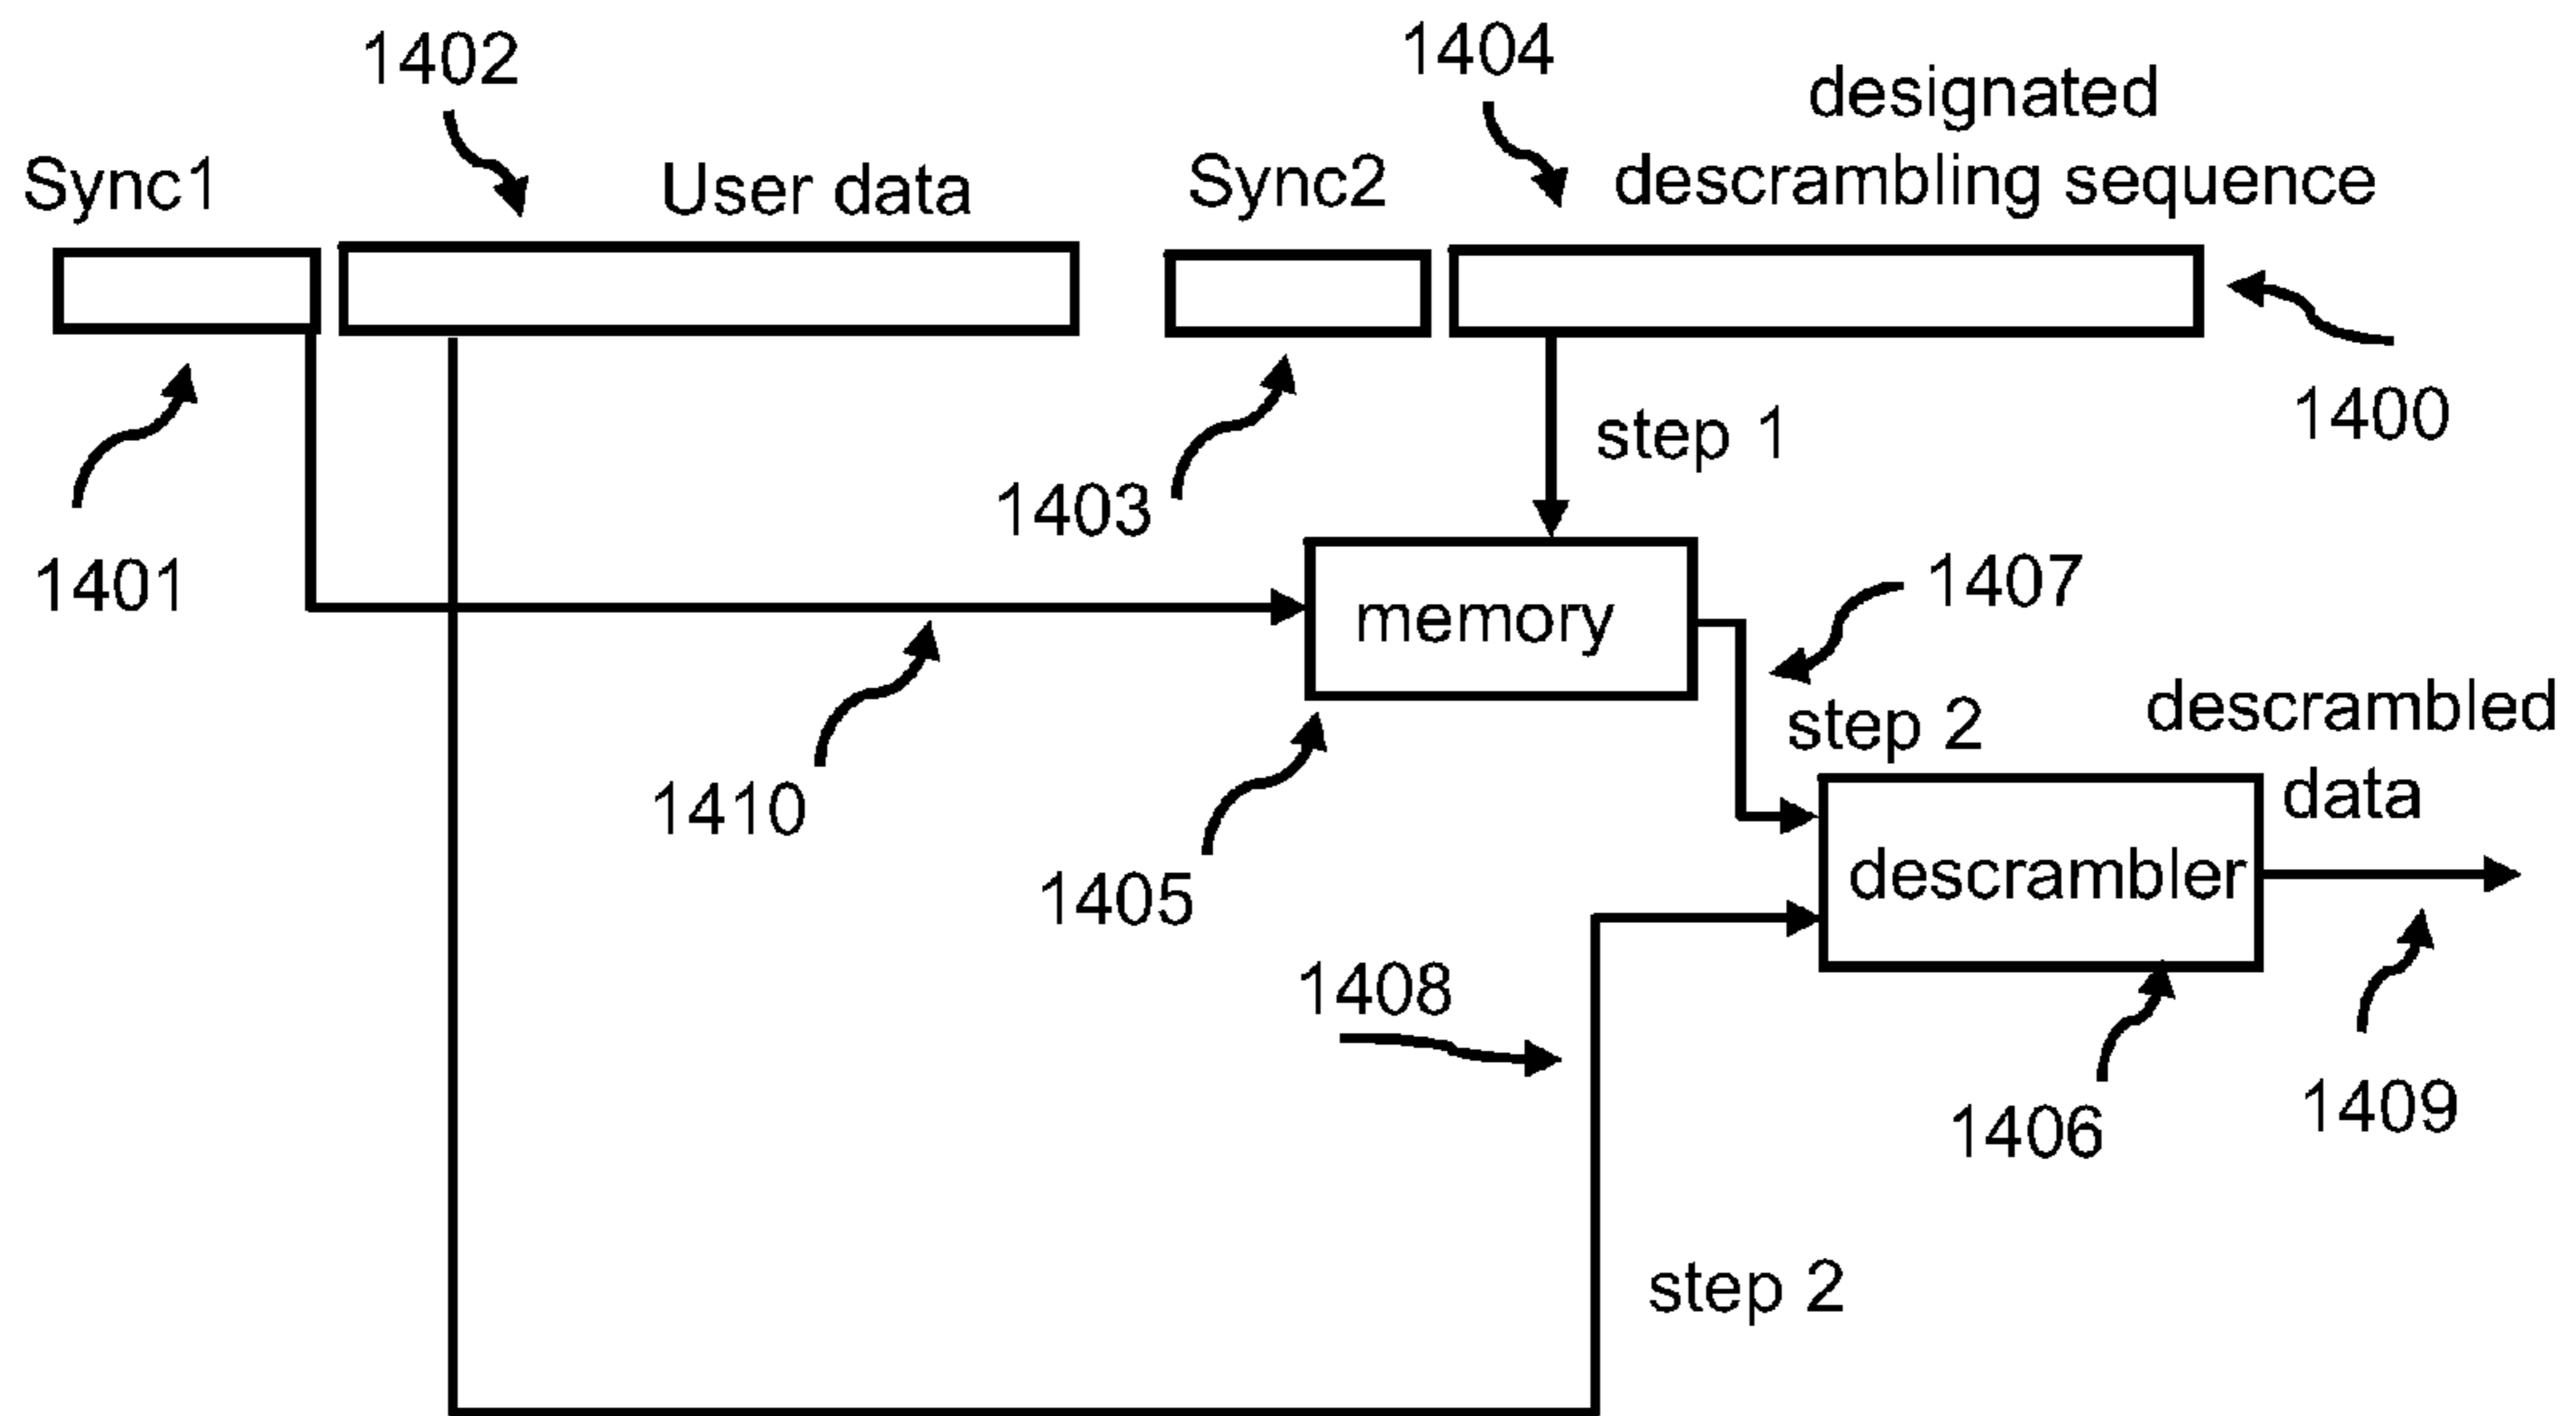 1402
1404
designated
Sync1
User data
Sync2
descrambling sequence
1400
step 1
1403
1401
1407
memory
step 2
descrambled
data
1410
1405
descrambler
1408
1406
1409
step 2